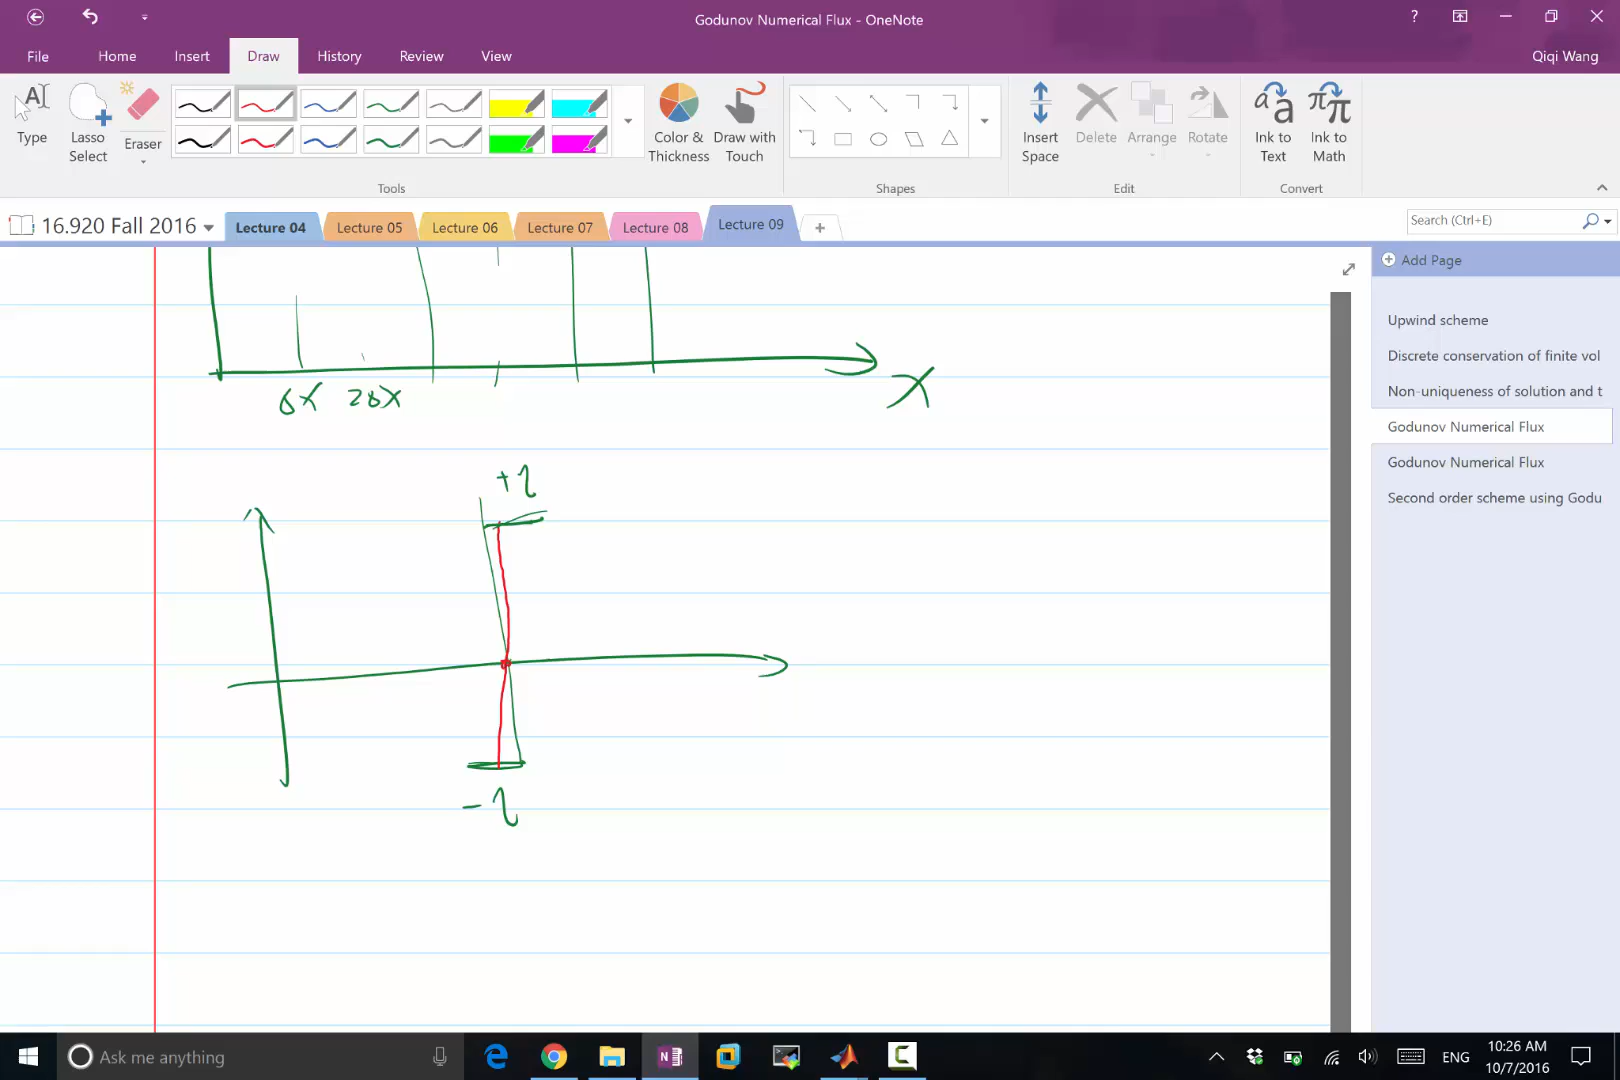 Godunov Numerical Flux - OneNote
?
File Home Insert Draw History Review View Qiqi Wang
Type Lasso Select Eraser Color & Thickness Draw with Touch Insert Space Delete Arrange Rotate Ink to Text Ink to Math
Tools Shapes Edit Convert
16.920 Fall 2016 Lecture 04 Lecture 05 Lecture 06 Lecture 07 Lecture 08 Lecture 09 + Search (Ctrl+E)
Add Page
Upwind scheme
Discrete conservation of finite vol
Non-uniqueness of solution and t
Godunov Numerical Flux
Godunov Numerical Flux
Second order scheme using Godu
δX 2δX X
Ask me anything ENG 10:26 AM
10/7/2016